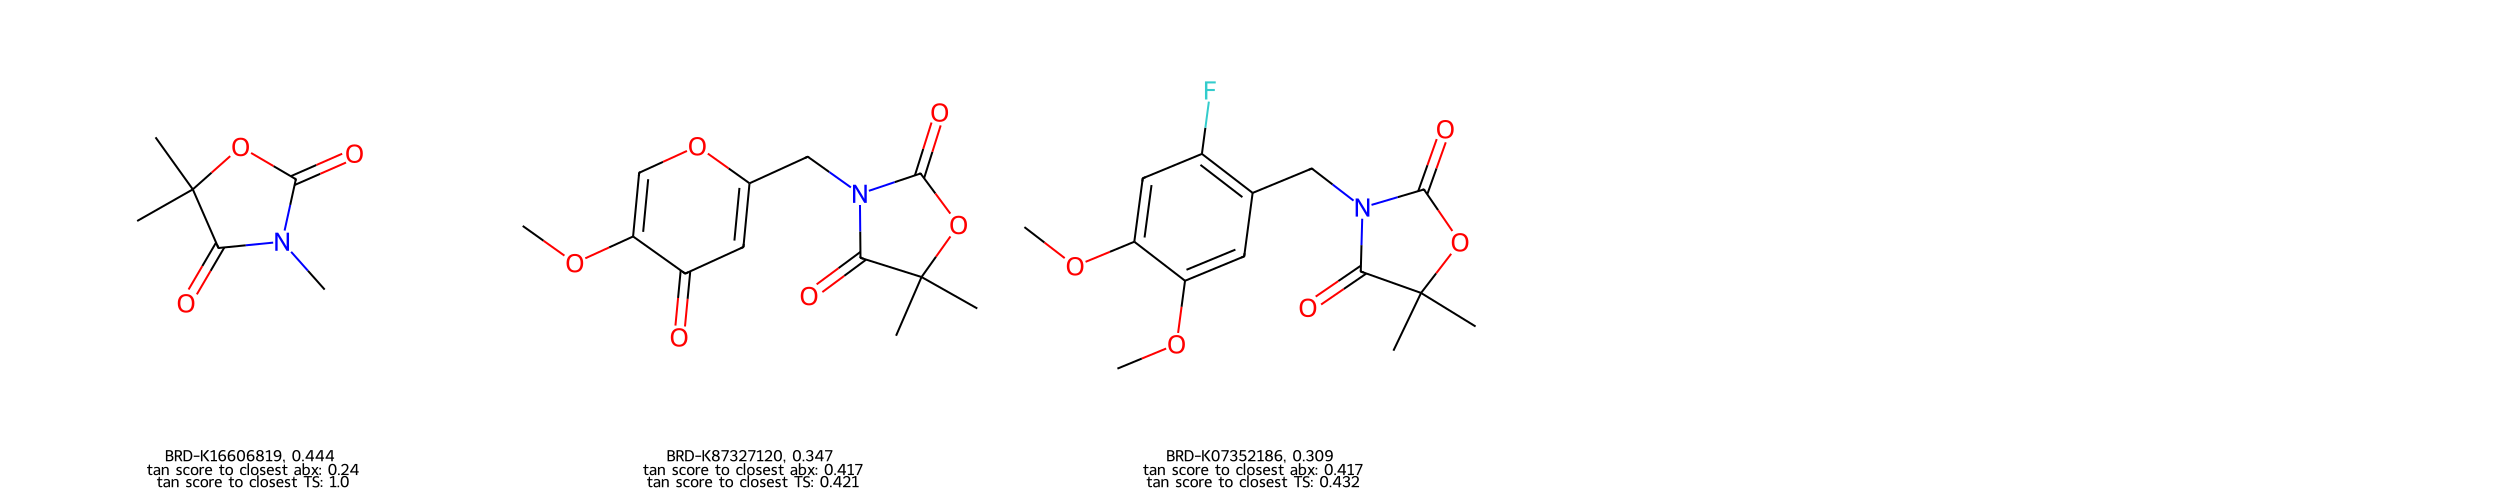 F
O O O O O
O N N O N O
O O O O
O O O
O
BRD-K16606819, 0.444
tan score to closest abx: 0.24
tan score to closest TS: 1.0
BRD-K87327120, 0.347
tan score to closest abx: 0.417
tan score to closest TS: 0.421
BRD-K07352186, 0.309
tan score to closest abx: 0.417
tan score to closest TS: 0.432